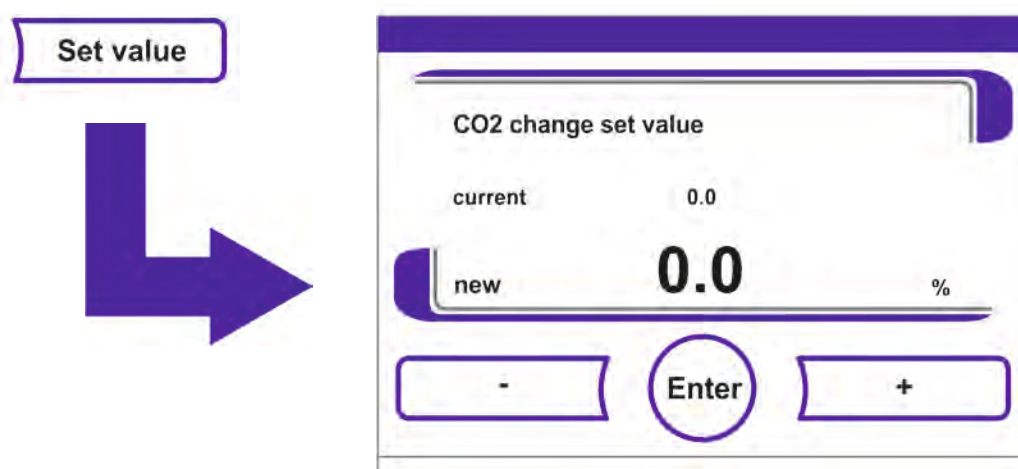 Set value
CO2 change set value
current 0.0
new 0.0 %
- Enter +